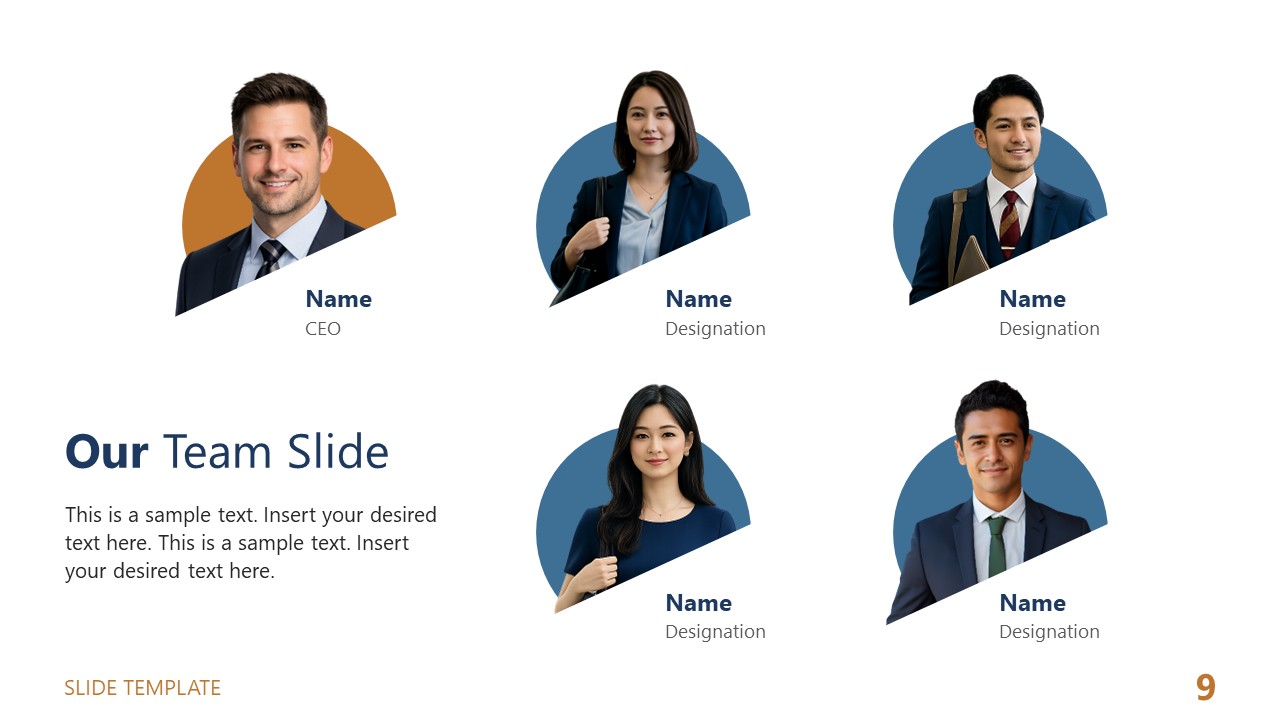 Name
CEO
Name
Designation
Name
Designation
Our Team Slide
This is a sample text. Insert your desired
text here. This is a sample text. Insert
your desired text here.
Name
Designation
Name
Designation
SLIDE TEMPLATE
9